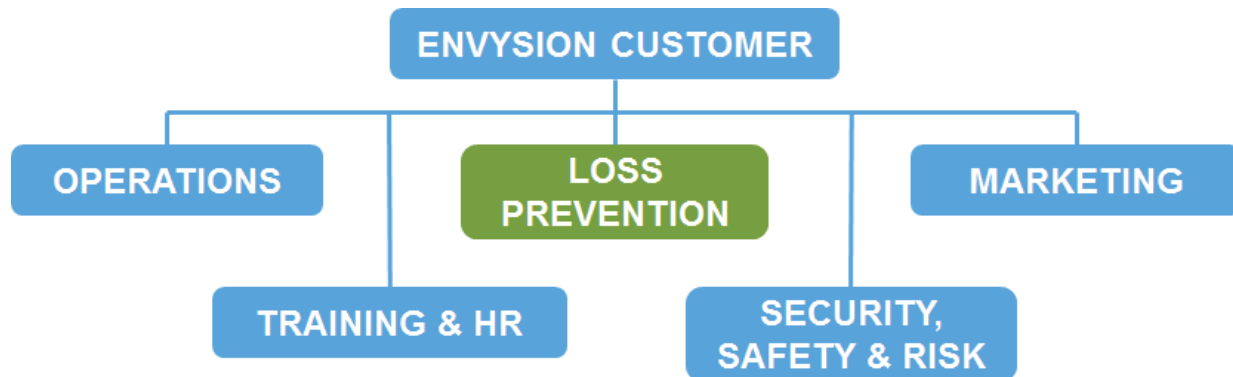 ENVYSION CUSTOMER
OPERATIONS
LOSS
PREVENTION
MARKETING
TRAINING & HR
SECURITY,
SAFETY & RISK